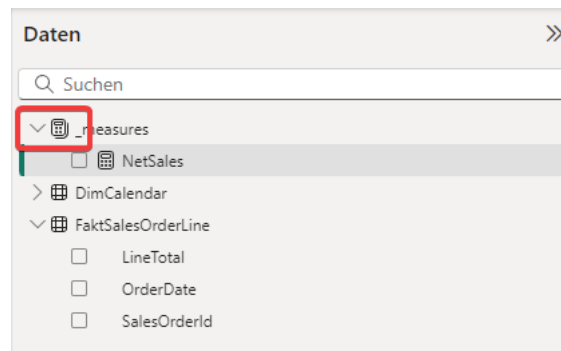 Daten
Suchen
_measures
NetSales
DimCalendar
FaktSalesOrderLine
LineTotal
OrderDate
SalesOrderId